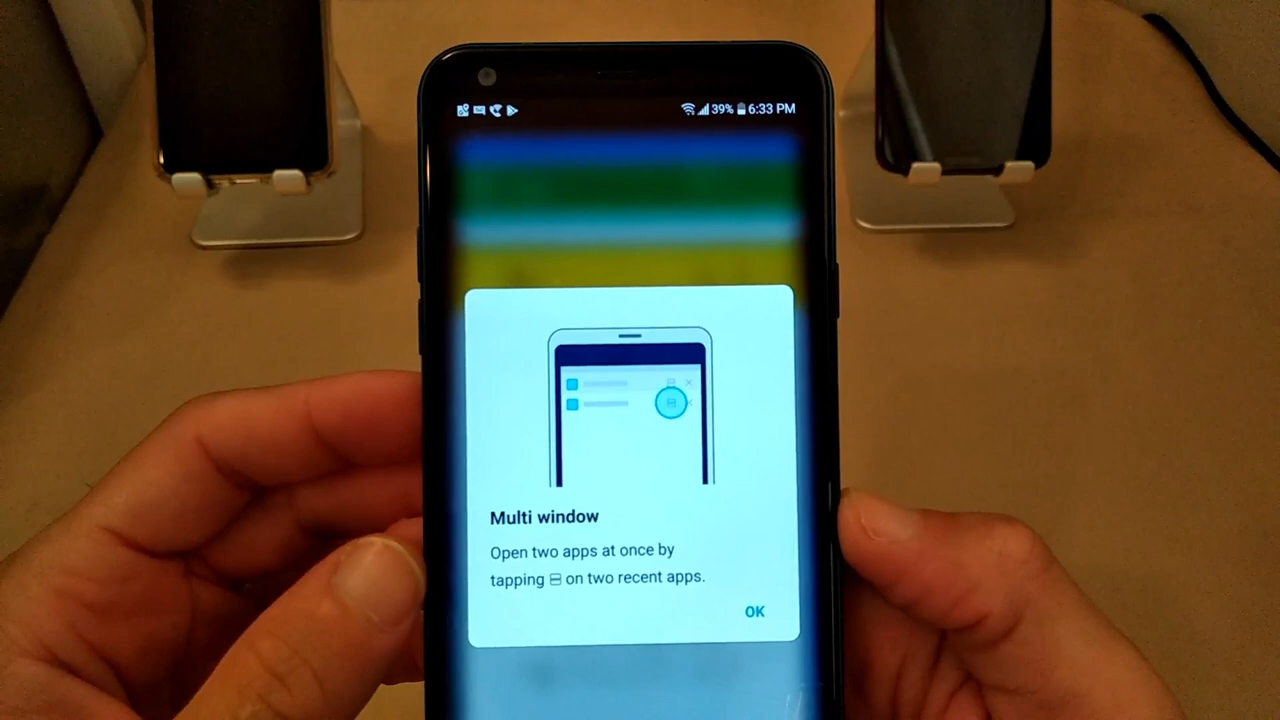 39% 6:33 PM
Multi window
Open two apps at once by
tapping on two recent apps.
OK